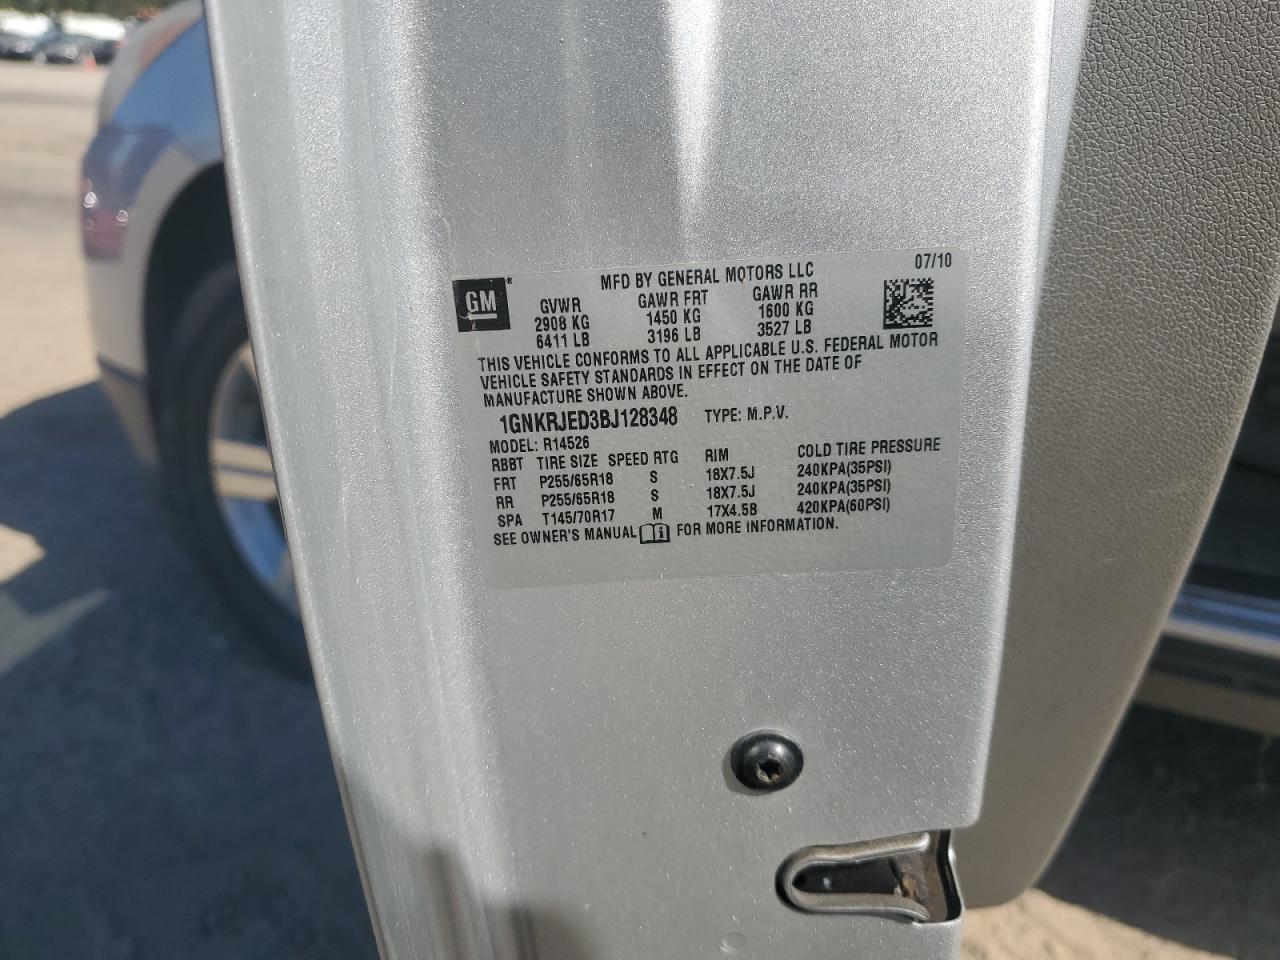 07/10
GM® MFD BY GENERAL MOTORS LLC
GVWR GAWR FRT GAWR RR
2908 KG 1450 KG 1600 KG
6411 LB 3196 LB 3527 LB
THIS VEHICLE CONFORMS TO ALL APPLICABLE U.S. FEDERAL MOTOR
VEHICLE SAFETY STANDARDS IN EFFECT ON THE DATE OF
MANUFACTURE SHOWN ABOVE.
1GNKRJED3BJ128348 TYPE: M.P.V.
MODEL: R14526
RBBT TIRE SIZE SPEED RTG RIM COLD TIRE PRESSURE
FRT P255/65R18 S 18X7.5J 240KPA(35PSI)
RR P255/65R18 S 18X7.5J 240KPA(35PSI)
SPA T145/70R17 M 17X4.5B 420KPA(60PSI)
SEE OWNER'S MANUAL FOR MORE INFORMATION.